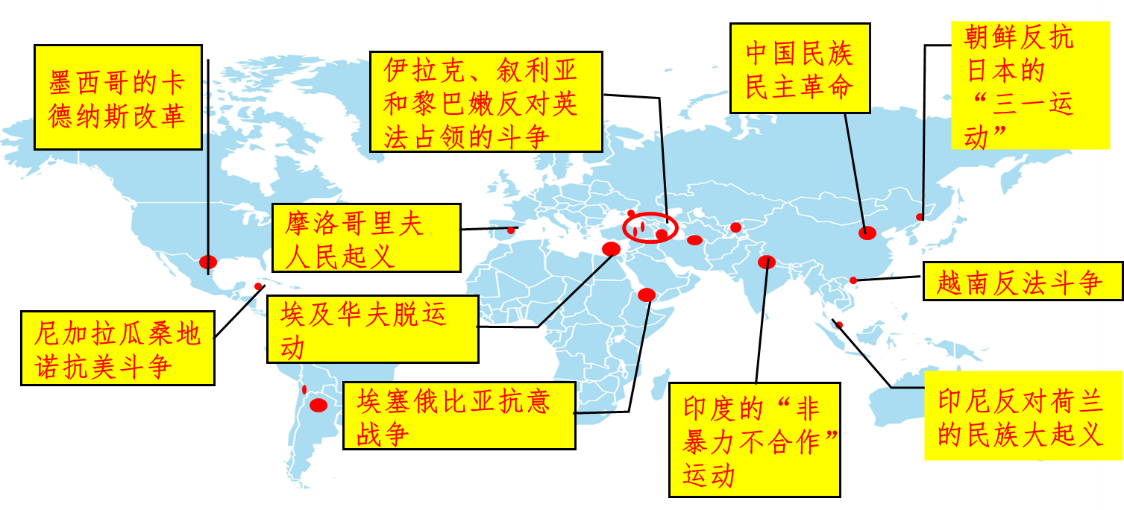 墨西哥的卡
德纳斯改革
伊拉克、叙利亚
和黎巴嫩反对英
法占领的斗争
中国民族
民主革命
朝鲜反抗
日本的
“三一运
动”
摩洛哥里夫
人民起义
越南反法斗争
埃及华夫脱运
动
尼加拉瓜桑地
诺抗美斗争
埃塞俄比亚抗意
战争
印度的“非
暴力不合作”
运动
印尼反对荷兰
的民族大起义